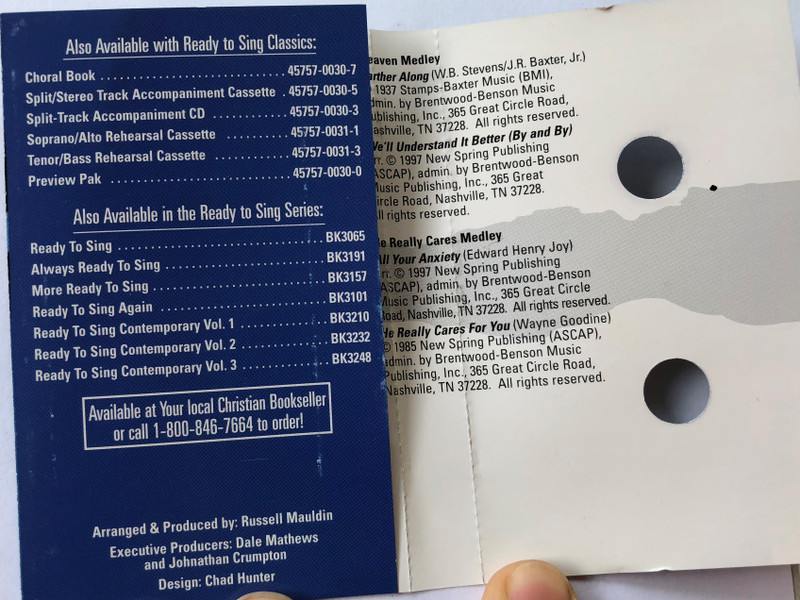 Also Available with Ready to Sing Classics:
Choral Book . . . . . . . . . . . . . . . . . . . . . . . . . . . . 45757-0030-7
Split/Stereo Track Accompaniment Cassette . 45757-0030-5
Split-Track Accompaniment CD . . . . . . . . . . . 45757-0030-3
Soprano/Alto Rehearsal Cassette . . . . . . . . . . 45757-0031-1
Tenor/Bass Rehearsal Cassette . . . . . . . . . . . . 45757-0031-3
Preview Pak . . . . . . . . . . . . . . . . . . . . . . . . . . . 45757-0030-0
Also Available in the Ready to Sing Series:
Ready To Sing . . . . . . . . . . . . . . . . . . . . . . . . . . . . . . BK3065
Always Ready To Sing . . . . . . . . . . . . . . . . . . . . . . . BK3191
More Ready To Sing . . . . . . . . . . . . . . . . . . . . . . . . . BK3157
Ready To Sing Again . . . . . . . . . . . . . . . . . . . . . . . . BK3101
Ready To Sing Contemporary Vol. 1 . . . . . . . . . . . . BK3210
Ready To Sing Contemporary Vol. 2 . . . . . . . . . . . . BK3232
Ready To Sing Contemporary Vol. 3 . . . . . . . . . . . . BK3248
Available at Your local Christian Bookseller
or call 1-800-846-7664 to order!
Arranged & Produced by: Russell Mauldin
Executive Producers: Dale Mathews
and Johnathan Crumpton
Design: Chad Hunter
eaven Medley
arther Along (W.B. Stevens/J.R. Baxter, Jr.)
1937 Stamps-Baxter Music (BMI),
dmin. by Brentwood-Benson Music
ublishing, Inc., 365 Great Circle Road,
ashville, TN 37228. All rights reserved.
e'll Understand It Better (By and By)
rr. © 1997 New Spring Publishing
ASCAP), admin. by Brentwood-Benson
usic Publishing, Inc., 365 Great
ircle Road, Nashville, TN 37228.
ll rights reserved.
e Really Cares Medley
All Your Anxiety (Edward Henry Joy)
rr. © 1997 New Spring Publishing
ASCAP), admin. by Brentwood-Benson
Music Publishing, Inc., 365 Great Circle
oad, Nashville, TN 37228. All rights reserved.
He Really Cares For You (Wayne Goodine)
© 1985 New Spring Publishing (ASCAP),
dmin. by Brentwood-Benson Music
Publishing, Inc., 365 Great Circle Road,
Nashville, TN 37228. All rights reserved.